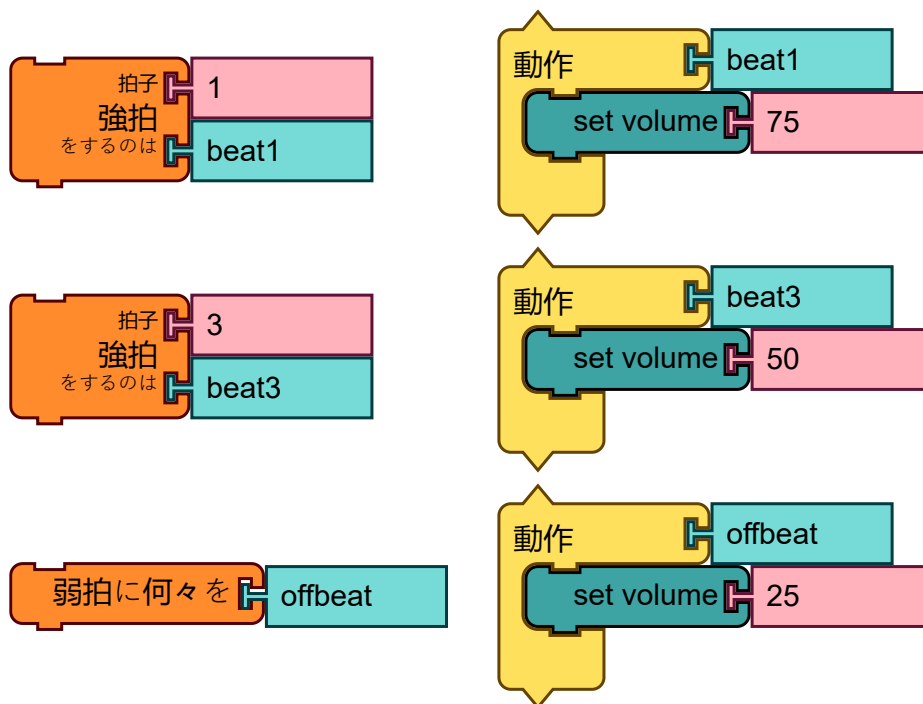 拍子 1
強拍
をするのは beat1
動作 beat1
set volume 75
拍子 3
強拍
をするのは beat3
動作 beat3
set volume 50
弱拍に何々を offbeat
動作 offbeat
set volume 25